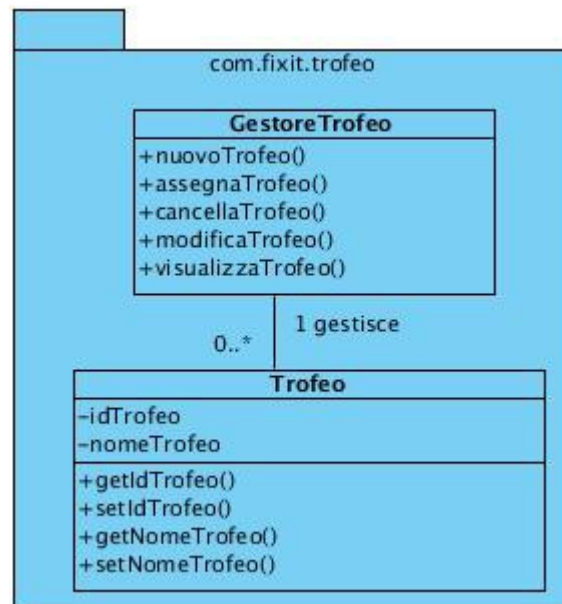 com.fixit.trofeo
GestoreTrofeo
+nuovoTrofeo()
+assegnaTrofeo()
+cancellaTrofeo()
+modificaTrofeo()
+visualizzaTrofeo()
1 gestisce
0..*
Trofeo
-idTrofeo
-nomeTrofeo
+getIdTrofeo()
+setIdTrofeo()
+getNomeTrofeo()
+setNomeTrofeo()